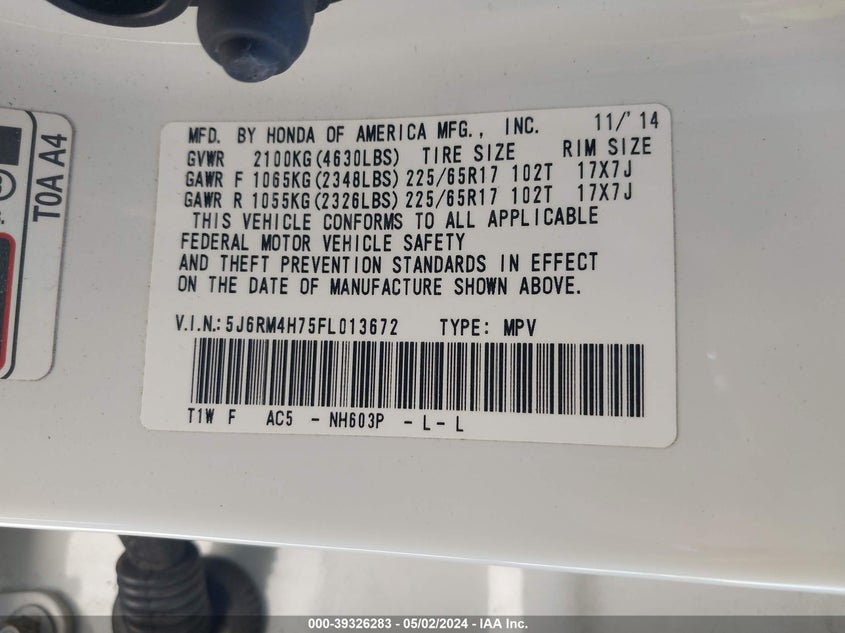 MFD. BY HONDA OF AMERICA MFG., INC. 11/'14
GVWR 2100KG(4630LBS) TIRE SIZE RIM SIZE
GAWR F 1065KG(2348LBS) 225/65R17 102T 17X7J
GAWR R 1055KG(2326LBS) 225/65R17 102T 17X7J
THIS VEHICLE CONFORMS TO ALL APPLICABLE
FEDERAL MOTOR VEHICLE SAFETY
AND THEFT PREVENTION STANDARDS IN EFFECT
ON THE DATE OF MANUFACTURE SHOWN ABOVE.
V.I.N.:5J6RM4H75FL013672 TYPE: MPV
T1W F AC5 - NH603P - L- L
T0A A4
000-39326283 - 05/02/2024 - IAA Inc.